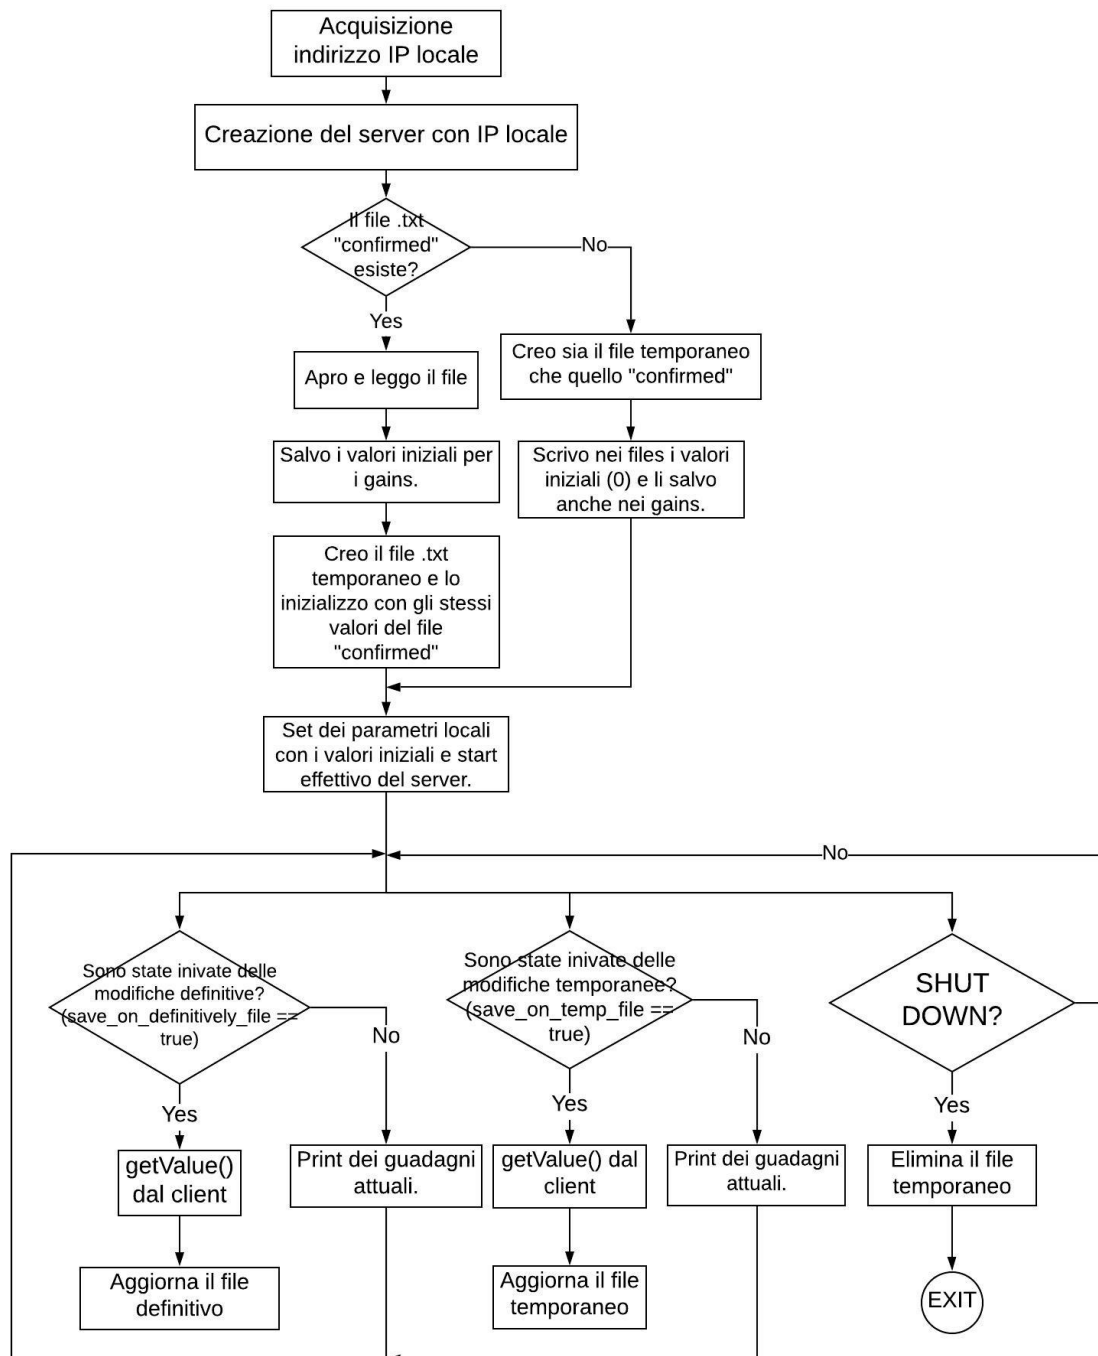 Acquisizione
indirizzo IP locale
Creazione del server con IP locale
Il file .txt
"confirmed"
esiste?
No
Yes
Apro e leggo il file
Creo sia il file temporaneo
che quello "confirmed"
Salvo i valori iniziali per
i gains.
Scrivo nei files i valori
iniziali (0) e li salvo
anche nei gains.
Creo il file .txt
temporaneo e lo
inizializzo con gli stessi
valori del file
"confirmed"
Set dei parametri locali
con i valori iniziali e start
effettivo del server.
No
Sono state inivate delle
modifiche definitive?
(save_on_definitively_file ==
true)
No
Yes
Sono state inivate delle
modifiche temporanee?
(save_on_temp_file ==
true)
No
Yes
SHUT
DOWN?
Yes
getValue()
dal client
Print dei guadagni
attuali.
getValue() dal
client
Print dei guadagni
attuali.
Elimina il file
temporaneo
Aggiorna il file
definitivo
Aggiorna il file
temporaneo
EXIT